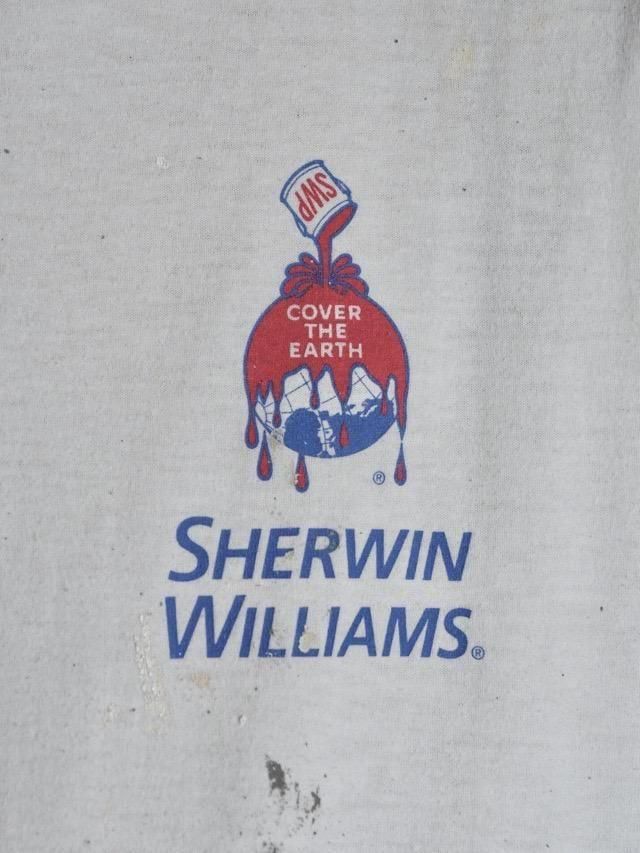 SWP
COVER
THE
EARTH
®
SHERWIN
WILLIAMS®